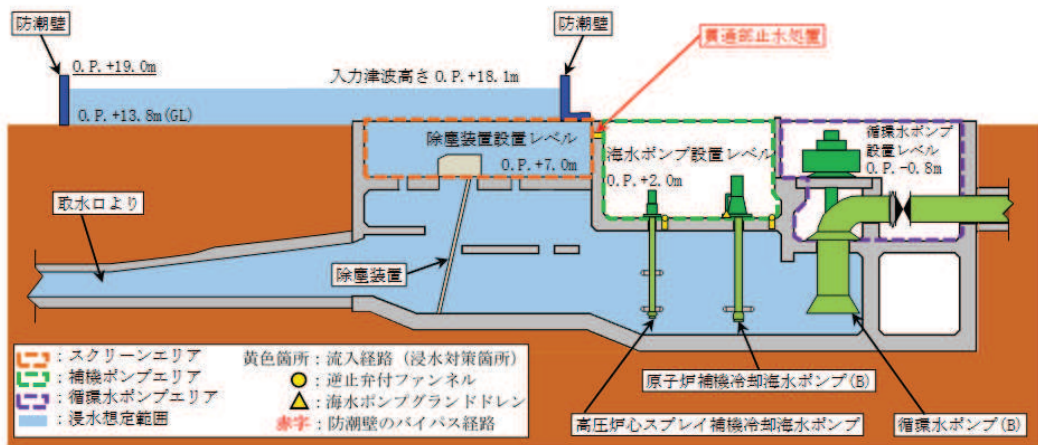 防潮壁
防潮壁
貫通部止水処置
O.P.+19.0m
入力津波高さ O.P.+18.1m
O.P.+13.8m(GL)
除塵装置設置レベル
O.P.+7.0m
海水ポンプ設置レベル
O.P.+2.0m
循環水ポンプ
設置レベル
O.P.-0.8m
取水口より
除塵装置
:スクリーンエリア
:補機ポンプエリア
:循環水ポンプエリア
:浸水想定範囲
黄色箇所:流入経路(浸水対策箇所)
:逆止弁付ファンネル
:海水ポンプグランドドレン
赤字:防潮壁のバイパス経路
原子炉補機冷却海水ポンプ(B)
高圧炉心スプレイ補機冷却海水ポンプ
循環水ポンプ(B)